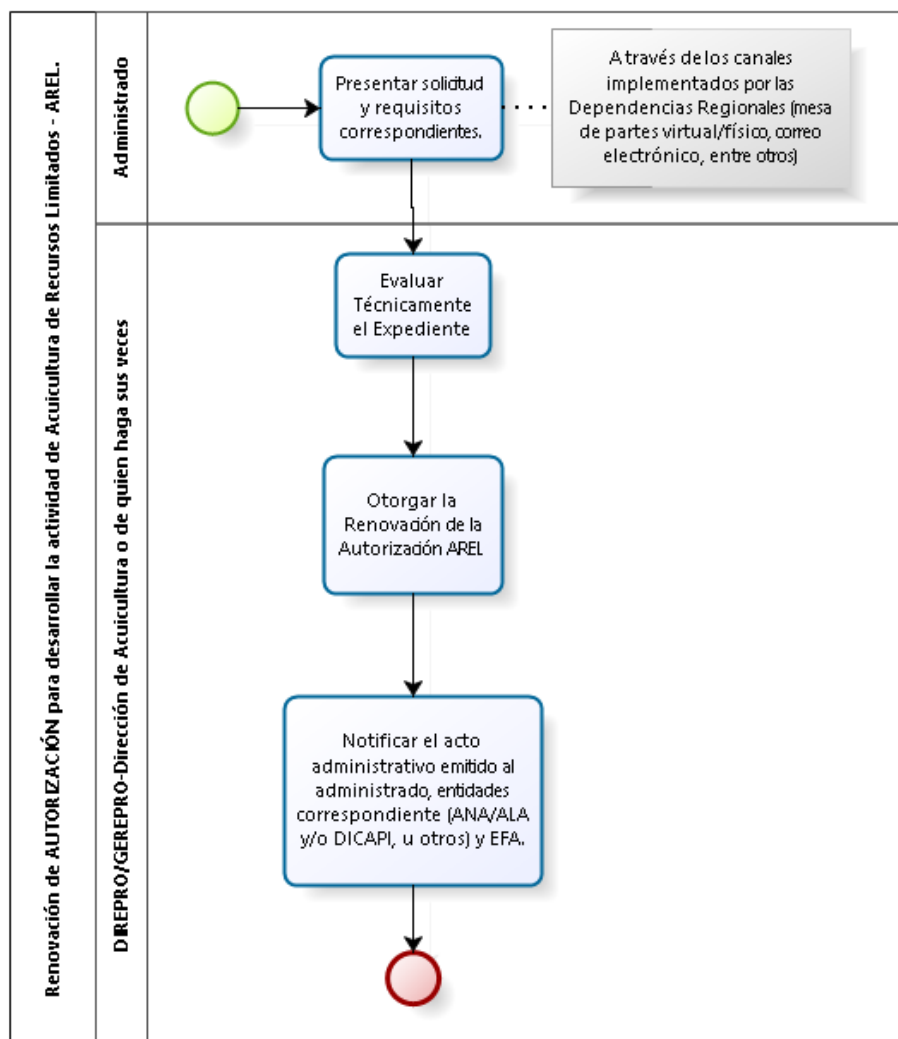 Renovación de AUTORIZACIÓN para desarrollar la actividad de Acuicultura de Recursos Limitados - AREL.
Administrado
Presentar solicitud
y requisitos
correspondientes.
A través de los canales
implementados por las
Dependencias Regionales (mesa
de partes virtual/físico, correo
electrónico, entre otros)
DIREPRO/GEREPRO-Dirección de Acuicultura o de quien haga sus veces
Evaluar
Técnicamente
el Expediente
Otorgar la
Renovación de la
Autorización AREL
Notificar el acto
administrativo emitido al
administrado, entidades
correspondiente (ANA/ALA
y/o DICAPI, u otros) y EFA.